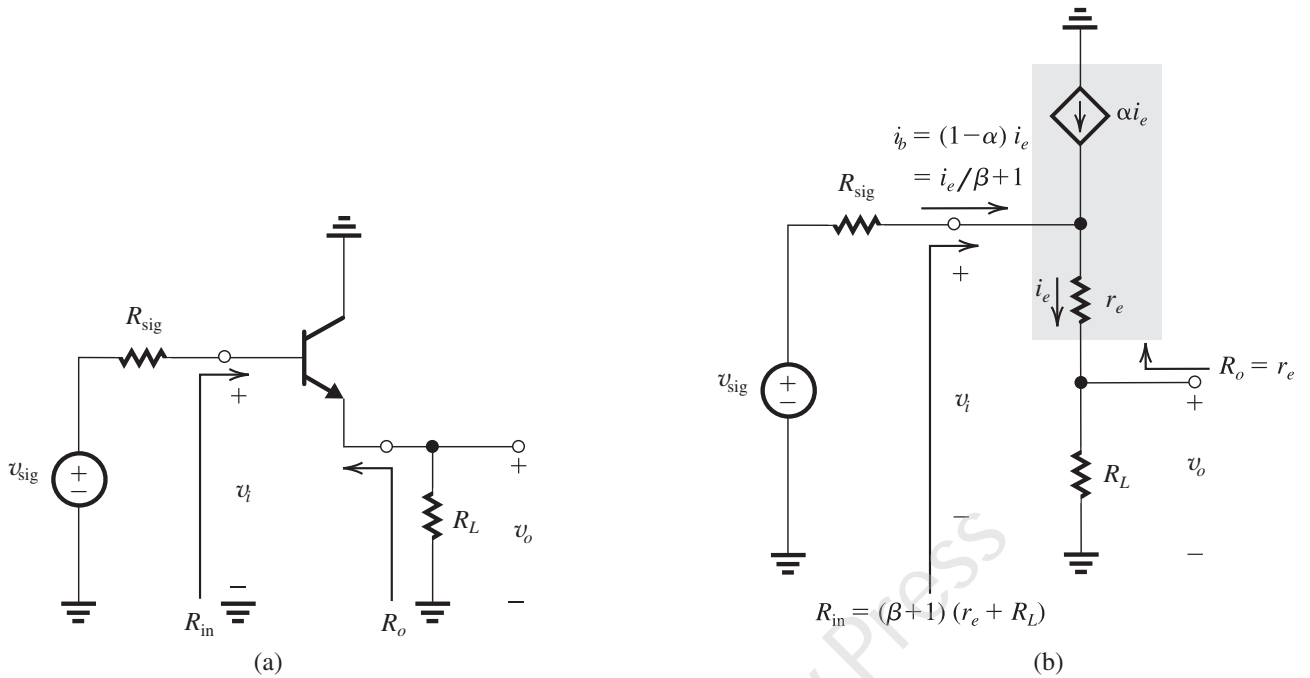 R_sig
v_sig
+
−
+
v_i
−
R_in
R_o
R_L
+
v_o
−
(a)
αi_e
i_b = (1−α) i_e
= i_e/β+1
R_sig
+
i_e
r_e
R_o = r_e
v_sig
+
−
v_i
−
+
R_L
v_o
−
R_in = (β+1) (r_e + R_L)
(b)
Press